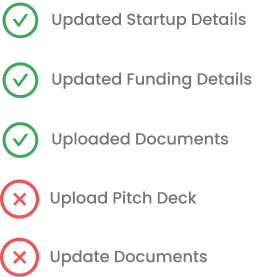 Updated Startup Details
Updated Funding Details
Uploaded Documents
Upload Pitch Deck
Update Documents